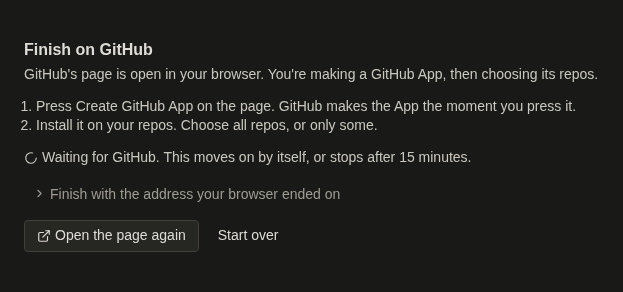 Finish on GitHub
GitHub's page is open in your browser. You're making a GitHub App, then choosing its repos.
1. Press Create GitHub App on the page. GitHub makes the App the moment you press it.
2. Install it on your repos. Choose all repos, or only some.
Waiting for GitHub. This moves on by itself, or stops after 15 minutes.
Finish with the address your browser ended on
Open the page again Start over